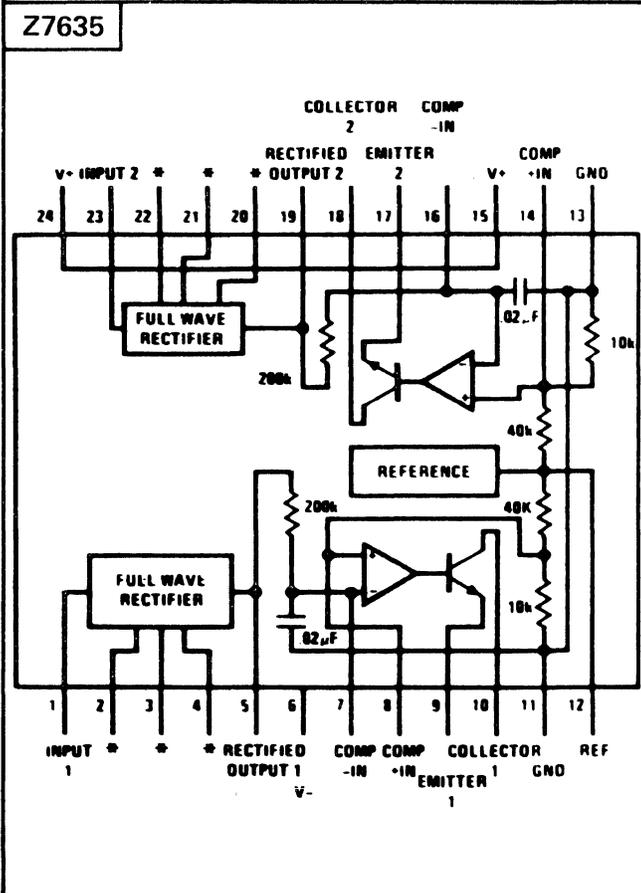 Z7635
COLLECTOR COMP
2 -IN
RECTIFIED EMITTER COMP
V+ INPUT 2 * * * OUTPUT 2 2 V+ +IN GND
24 23 22 21 20 19 18 17 16 15 14 13
FULL WAVE
RECTIFIER
.02µF
10k
200k
-
+
40k
REFERENCE
200k
40K
FULL WAVE
RECTIFIER
+
-
10k
.02µF
1 2 3 4 5 6 7 8 9 10 11 12
INPUT * * * RECTIFIED COMP COMP COLLECTOR REF
1 OUTPUT 1 -IN +IN 1 GND
V- EMITTER
1